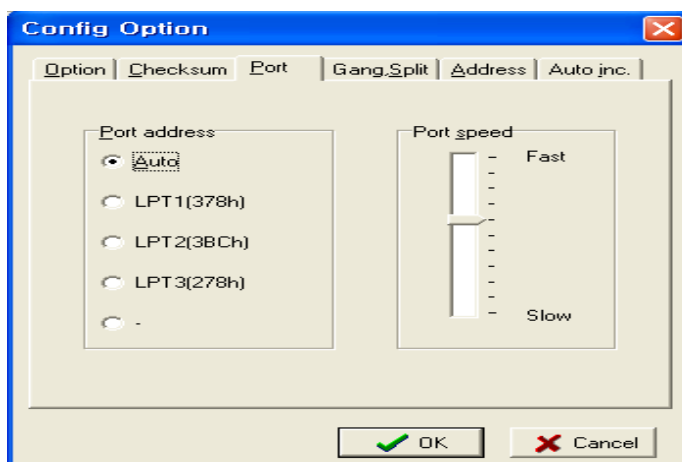 Config Option
Option Checksum Port Gang,Split Address Auto inc.
Port address
Auto
LPT1(378h)
LPT2(3BCh)
LPT3(278h)
-
Port speed
Fast
Slow
OK Cancel